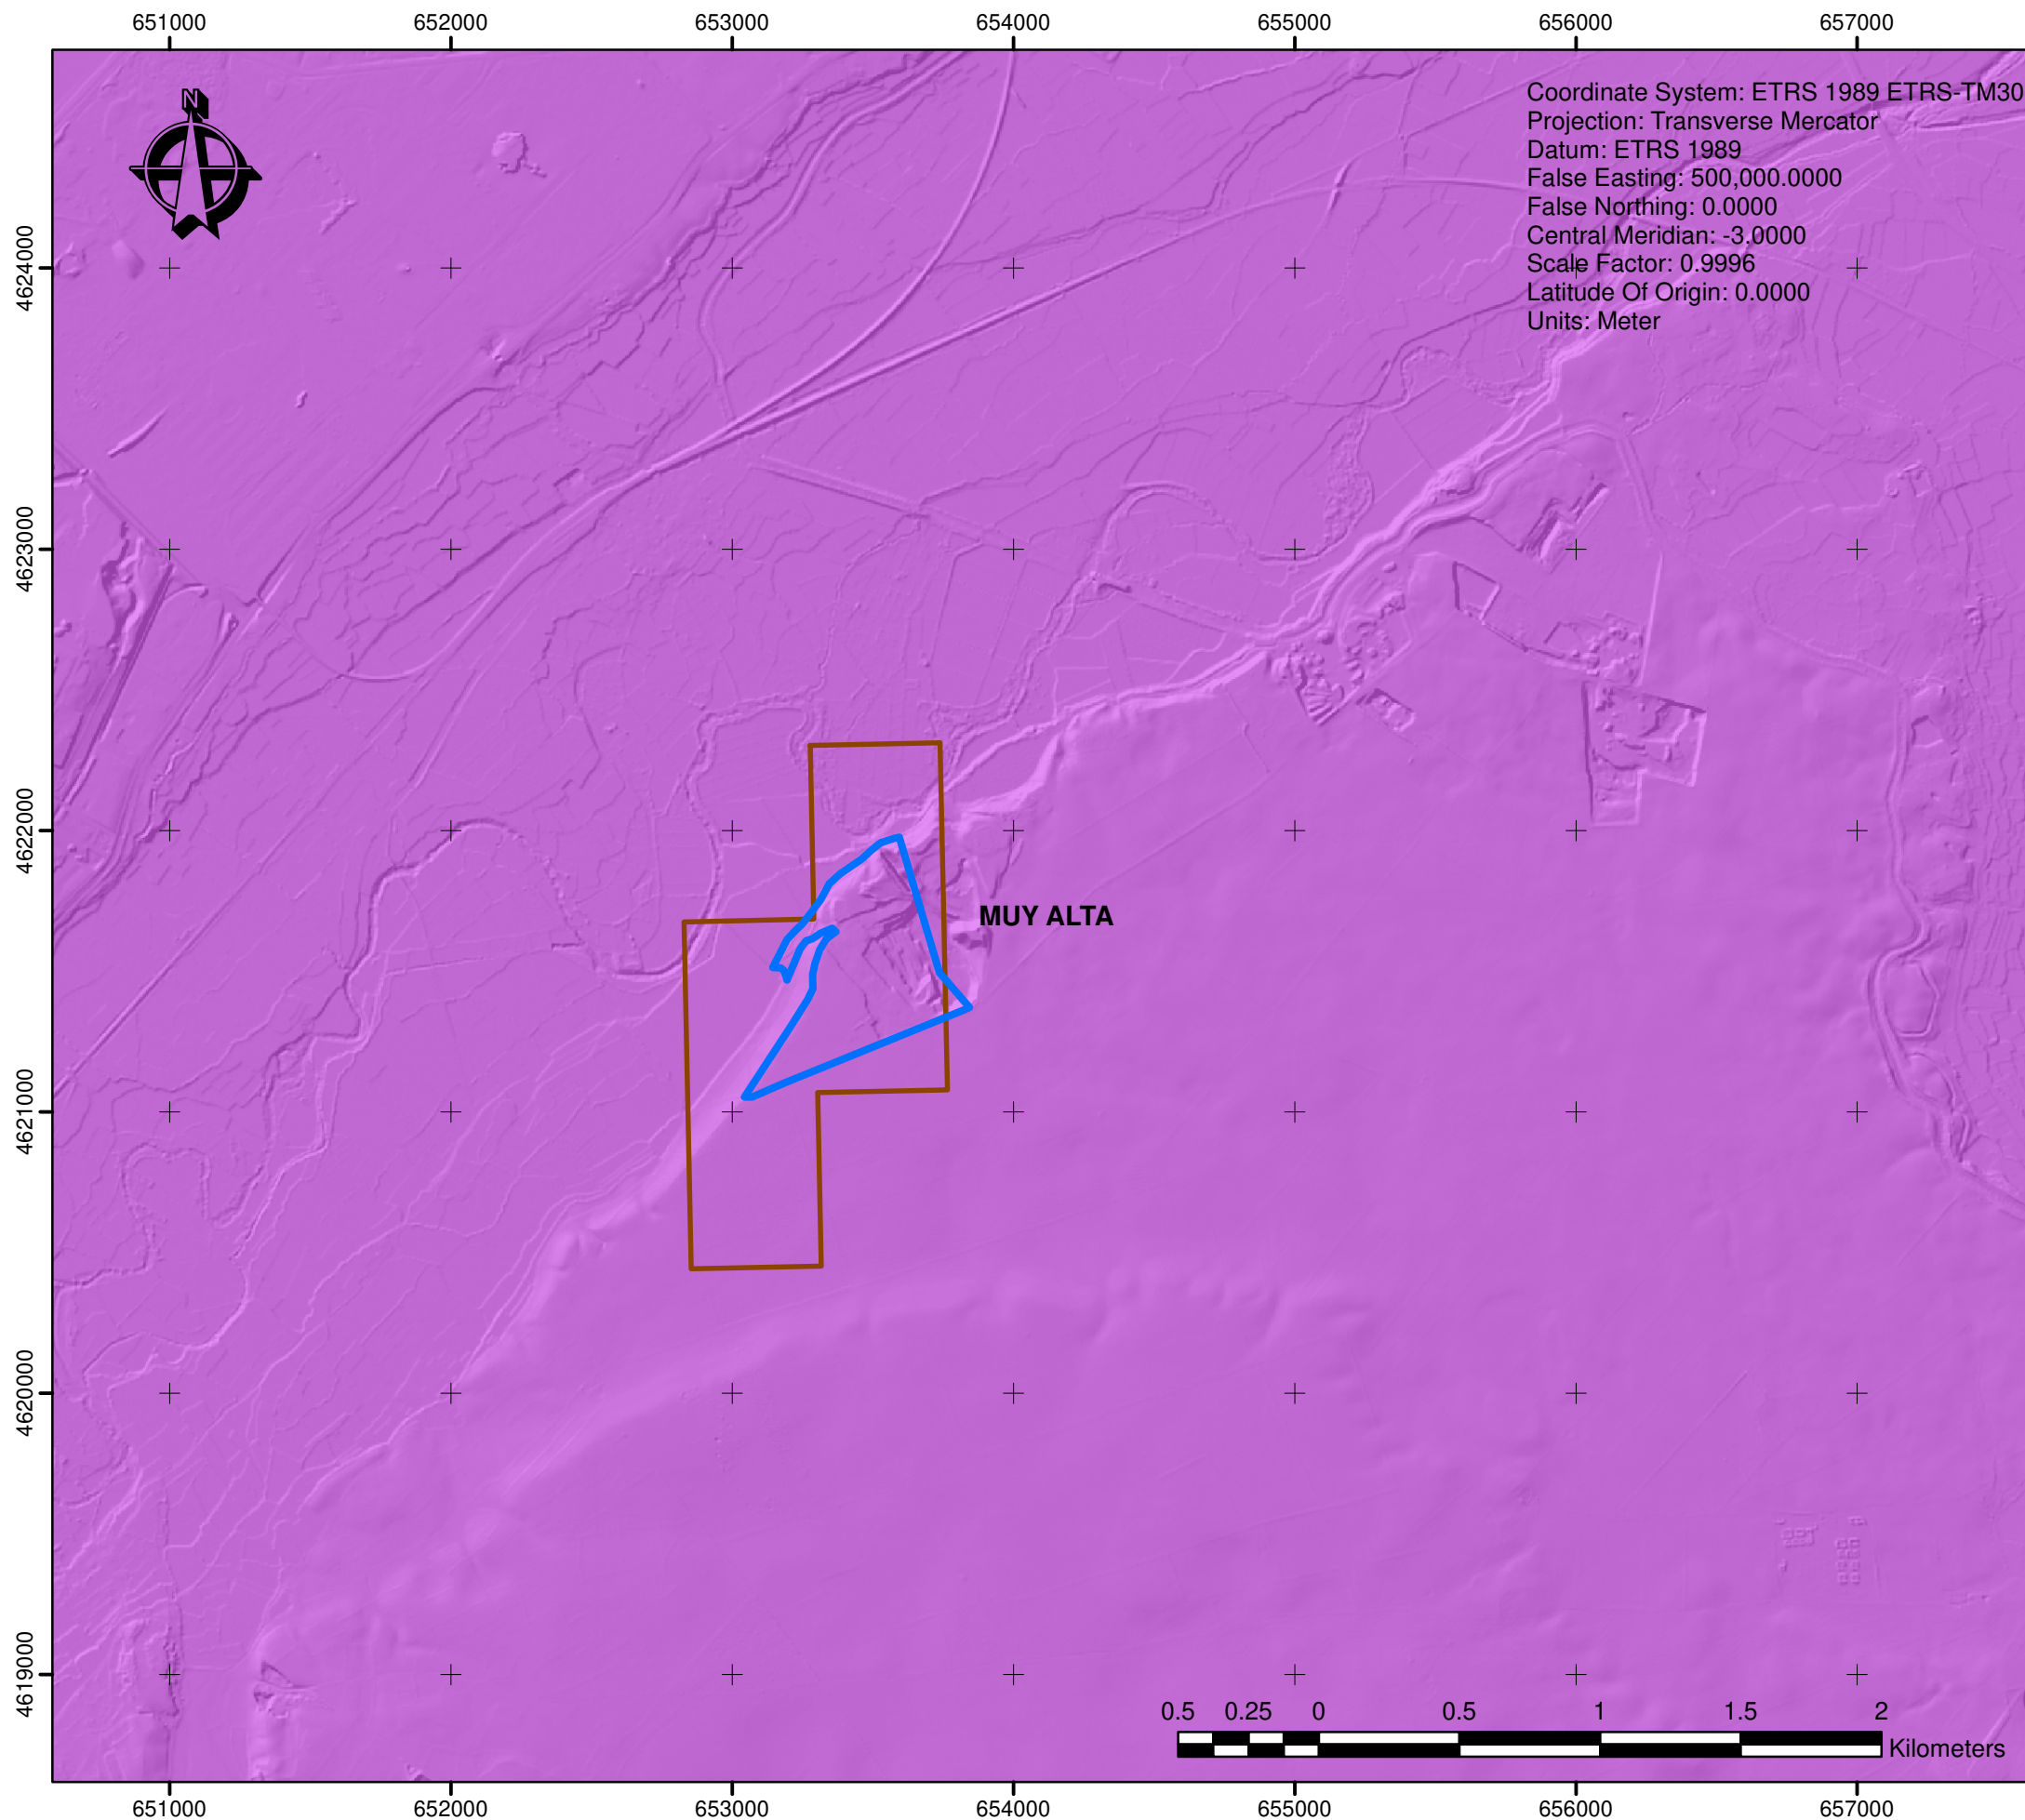 651000 652000 653000 654000 655000 656000 657000
N
Coordinate System: ETRS 1989 ETRS-TM30
Projection: Transverse Mercator
Datum: ETRS 1989
False Easting: 500,000.0000
False Northing: 0.0000
Central Meridian: -3.0000
Scale Factor: 0.9996
Latitude Of Origin: 0.0000
Units: Meter
4624000
4623000
4622000
MUY ALTA
4621000
4620000
4619000
0.5 0.25 0 0.5 1 1.5 2
Kilometers
651000 652000 653000 654000 655000 656000 657000